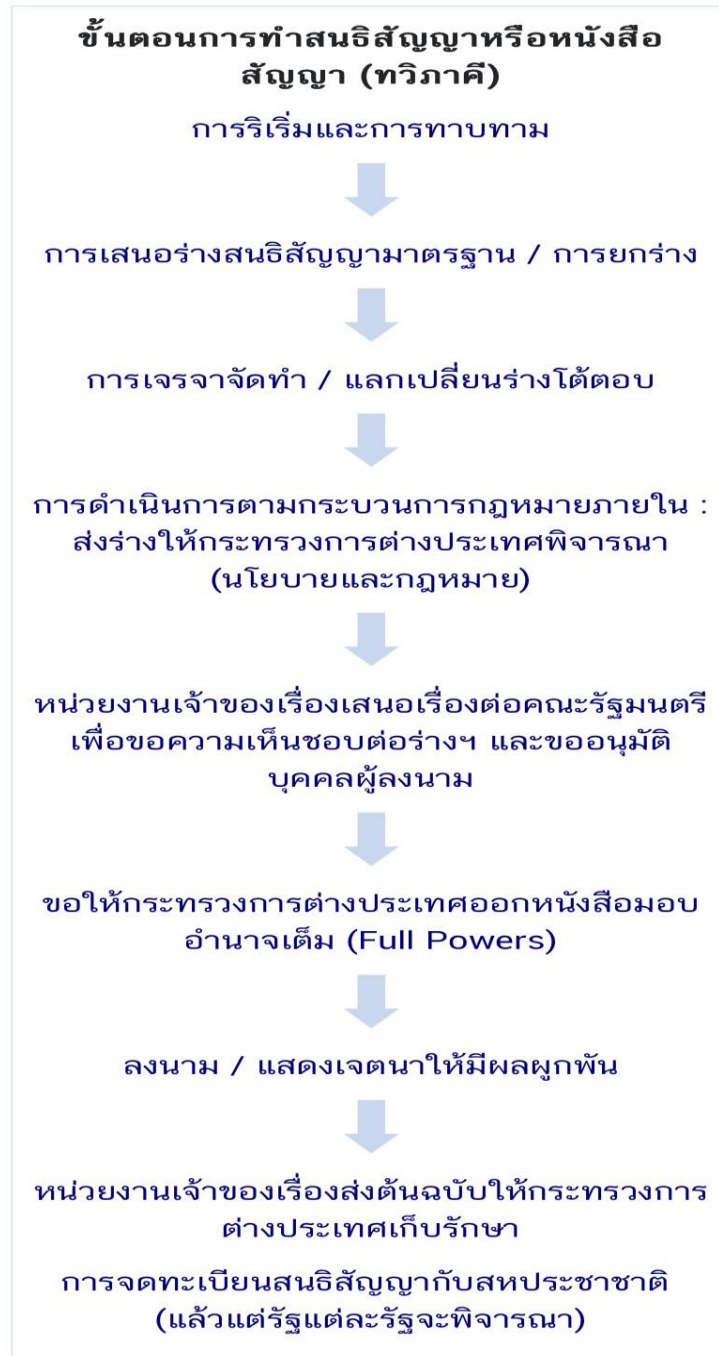 ขั้นตอนการทำสนธิสัญญาหรือหนังสือ
สัญญา (ทวิภาคี)
การริเริ่มและการทาบทาม
การเสนอร่างสนธิสัญญามาตรฐาน / การยกร่าง
การเจรจาจัดทำ / แลกเปลี่ยนร่างโต้ตอบ
การดำเนินการตามกระบวนการกฎหมายภายใน :
ส่งร่างให้กระทรวงการต่างประเทศพิจารณา
(นโยบายและกฎหมาย)
หน่วยงานเจ้าของเรื่องเสนอเรื่องต่อคณะรัฐมนตรี
เพื่อขอความเห็นชอบต่อร่างฯ และขออนุมัติ
บุคคลผู้ลงนาม
ขอให้กระทรวงการต่างประเทศออกหนังสือมอบ
อำนาจเต็ม (Full Powers)
ลงนาม / แสดงเจตนาให้มีผลผูกพัน
หน่วยงานเจ้าของเรื่องส่งต้นฉบับให้กระทรวงการ
ต่างประเทศเก็บรักษา
การจดทะเบียนสนธิสัญญากับสหประชาชาติ
(แล้วแต่รัฐแต่ละรัฐจะพิจารณา)